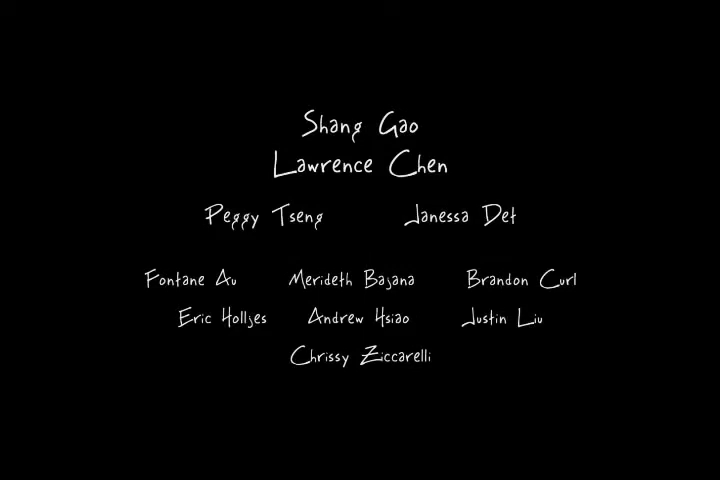 Shang Gao
Lawrence Chen
Peggy Tseng Janessa Det
Fontane Au Merideth Bajana Brandon Curl
Eric Holljes Andrew Hsiao Justin Liu
Chrissy Ziccarelli